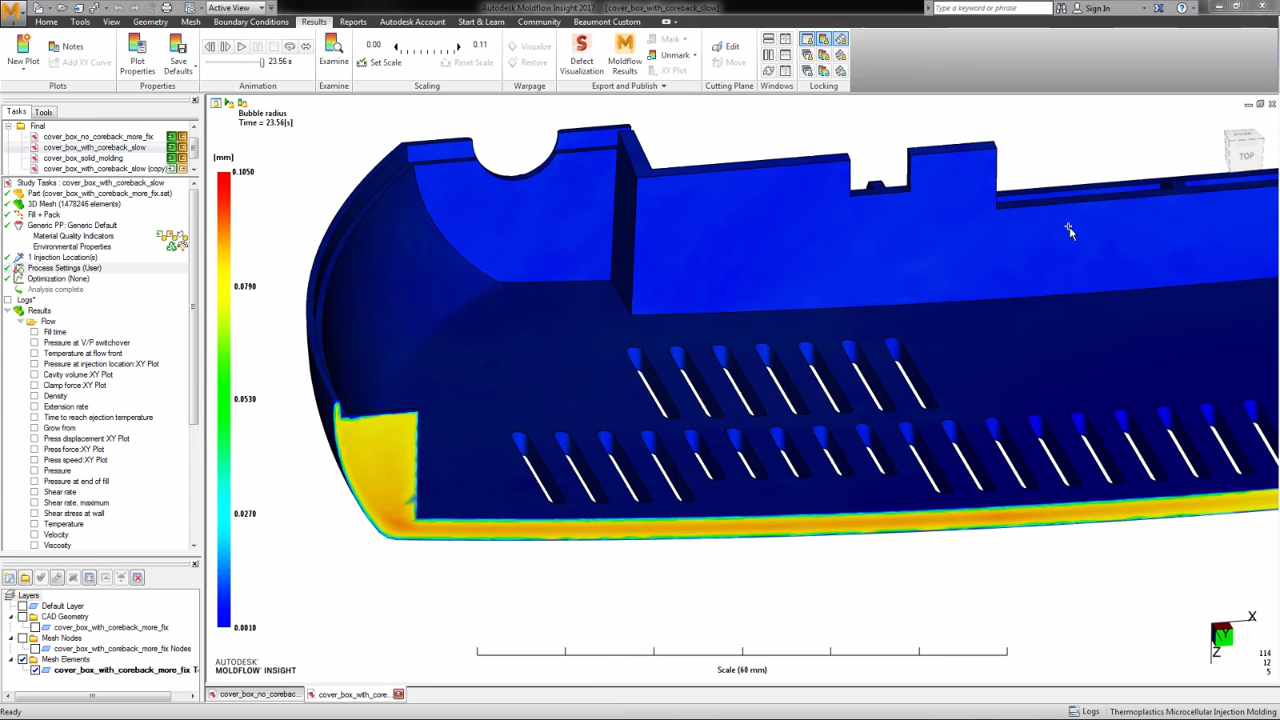 Active View
Autodesk Moldflow Insight 2017 - [cover_box_with_coreback_slow]
Type a keyword or phrase
Sign In
Home Tools View Geometry Mesh Boundary Conditions Results Reports Autodesk Account Start & Learn Community Beaumont Custom
New Plot
Notes
Add XY Curve
Plots
Plot Properties
Save Defaults
Properties
23.56 s
Animation
Examine
Examine
0.00 0.11
Set Scale Reset Scale
Scaling
Visualize
Restore
Warpage
Defect Visualization
Moldflow Results
Mark
Unmark
XY Plot
Export and Publish
Edit
Move
Cutting Plane
Windows
Locking
Tasks Tools
Final
cover_box_no_coreback_more_fix
cover_box_with_coreback_slow
cover_box_solid_molding
cover_box_with_coreback_slow (copy)
Study Tasks : cover_box_with_coreback_slow
Part (cover_box_with_coreback_more_fix.sat)
3D Mesh (1478246 elements)
Fill + Pack
Generic PP: Generic Default
Material Quality Indicators
Environmental Properties
1 Injection Location(s)
Process Settings (User)
Optimization (None)
Analysis complete
Logs*
Results
Flow
Fill time
Pressure at V/P switchover
Temperature at flow front
Pressure at injection location:XY Plot
Cavity volume:XY Plot
Clamp force:XY Plot
Density
Extension rate
Time to reach ejection temperature
Grow from
Press displacement:XY Plot
Press force:XY Plot
Press speed:XY Plot
Pressure
Pressure at end of fill
Shear rate
Shear rate, maximum
Shear stress at wall
Temperature
Velocity
Viscosity
Layers
Default Layer
CAD Geometry
cover_box_with_coreback_more_fix
Mesh Nodes
cover_box_with_coreback_more_fix Nodes
Mesh Elements
cover_box_with_coreback_more_fix T
Bubble radius
Time = 23.56[s]
[mm]
0.1050
0.0790
0.0530
0.0270
0.0010
TOP
AUTODESK®
MOLDFLOW® INSIGHT
Scale (60 mm)
X
Y
Z
114
12
5
cover_box_no_corebac...
cover_box_with_core...
Logs
Thermoplastics Microcellular Injection Molding